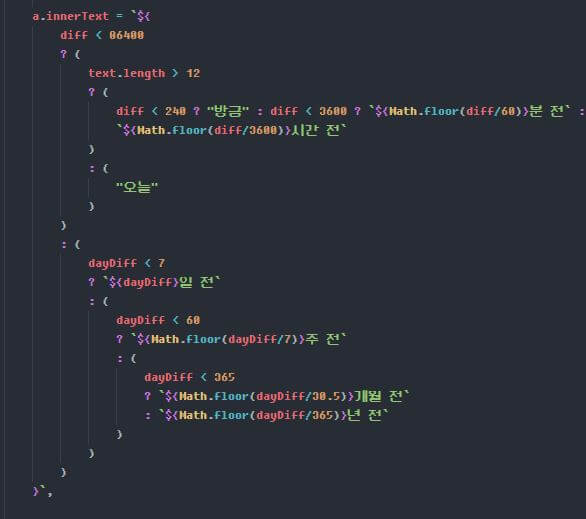 a.innerText = `${
diff < 86400
? (
text.length > 12
? (
diff < 240 ? "방금" : diff < 3600 ? `${Math.floor(diff/60)}분 전` :
`${Math.floor(diff/3600)}시간 전`
)
: (
"오늘"
)
)
: (
dayDiff < 7
? `${dayDiff}일 전`
: (
dayDiff < 60
? `${Math.floor(dayDiff/7)}주 전`
: (
dayDiff < 365
? `${Math.floor(dayDiff/30.5)}개월 전`
: `${Math.floor(dayDiff/365)}년 전`
)
)
)
}`,